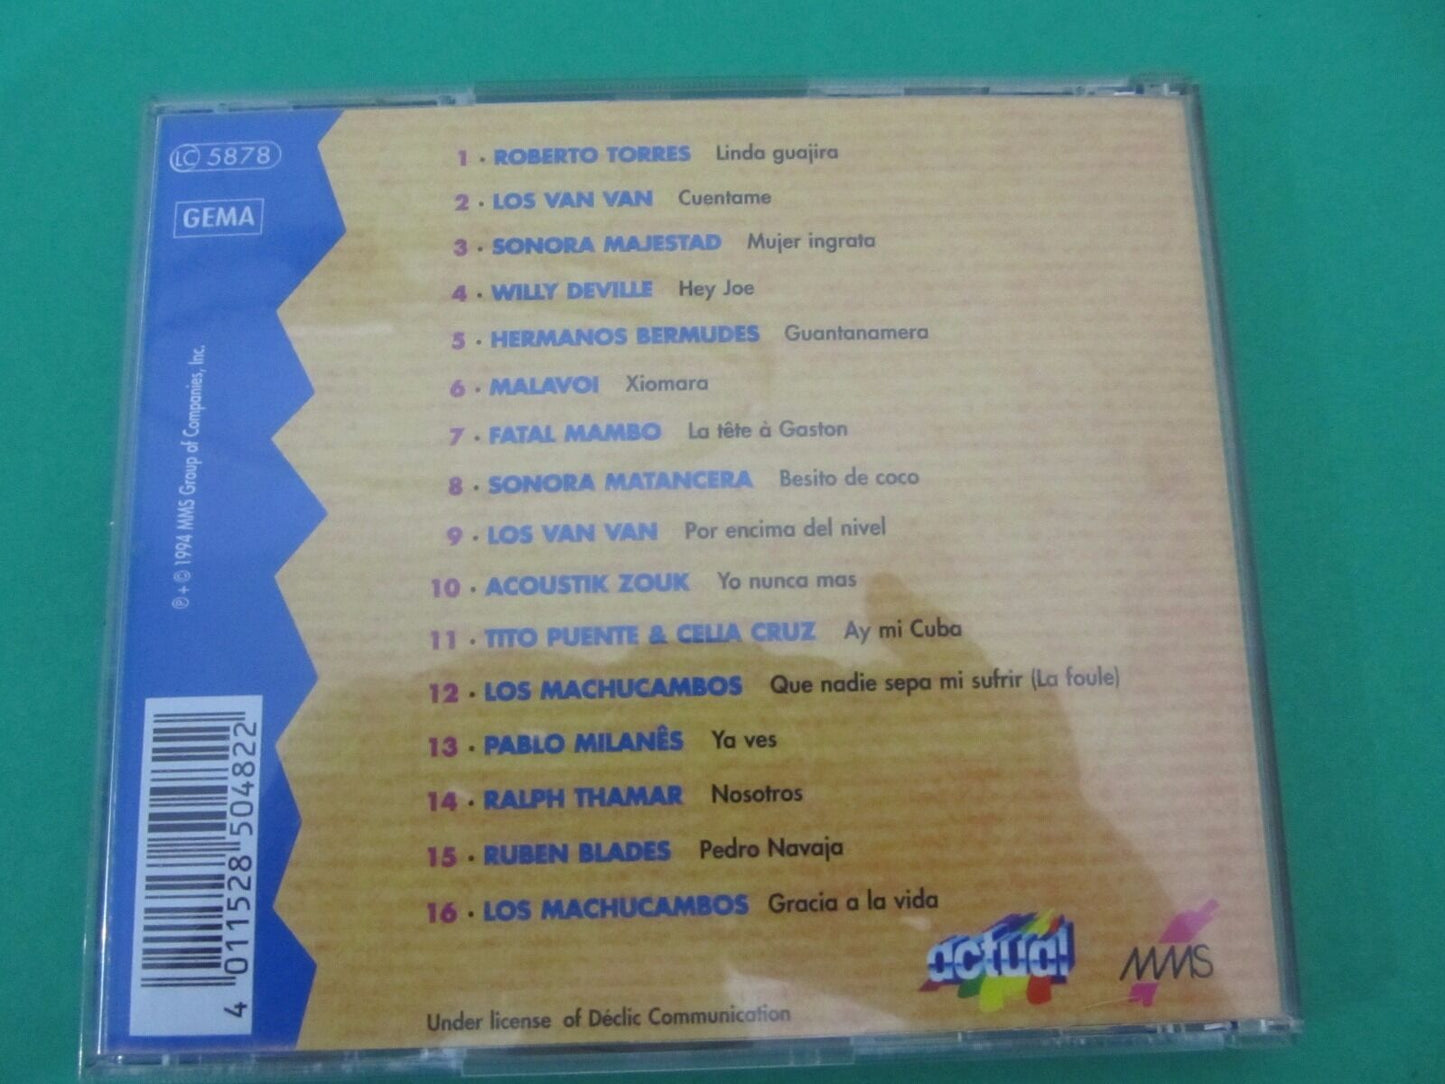 LC 5878
GEMA
℗ + © 1994 MMS Group of Companies, Inc.
4 011528 504822
1 · ROBERTO TORRES Linda guajira
2 · LOS VAN VAN Cuentame
3 · SONORA MAJESTAD Mujer ingrata
4 · WILLY DEVILLE Hey Joe
5 · HERMANOS BERMUDES Guantanamera
6 · MALAVOI Xiomara
7 · FATAL MAMBO La tête à Gaston
8 · SONORA MATANCERA Besito de coco
9 · LOS VAN VAN Por encima del nivel
10 · ACOUSTIK ZOUK Yo nunca mas
11 · TITO PUENTE & CELIA CRUZ Ay mi Cuba
12 · LOS MACHUCAMBOS Que nadie sepa mi sufrir (La foule)
13 · PABLO MILANÊS Ya ves
14 · RALPH THAMAR Nosotros
15 · RUBEN BLADES Pedro Navaja
16 · LOS MACHUCAMBOS Gracia a la vida
actual
MMS
Under license of Déclic Communication